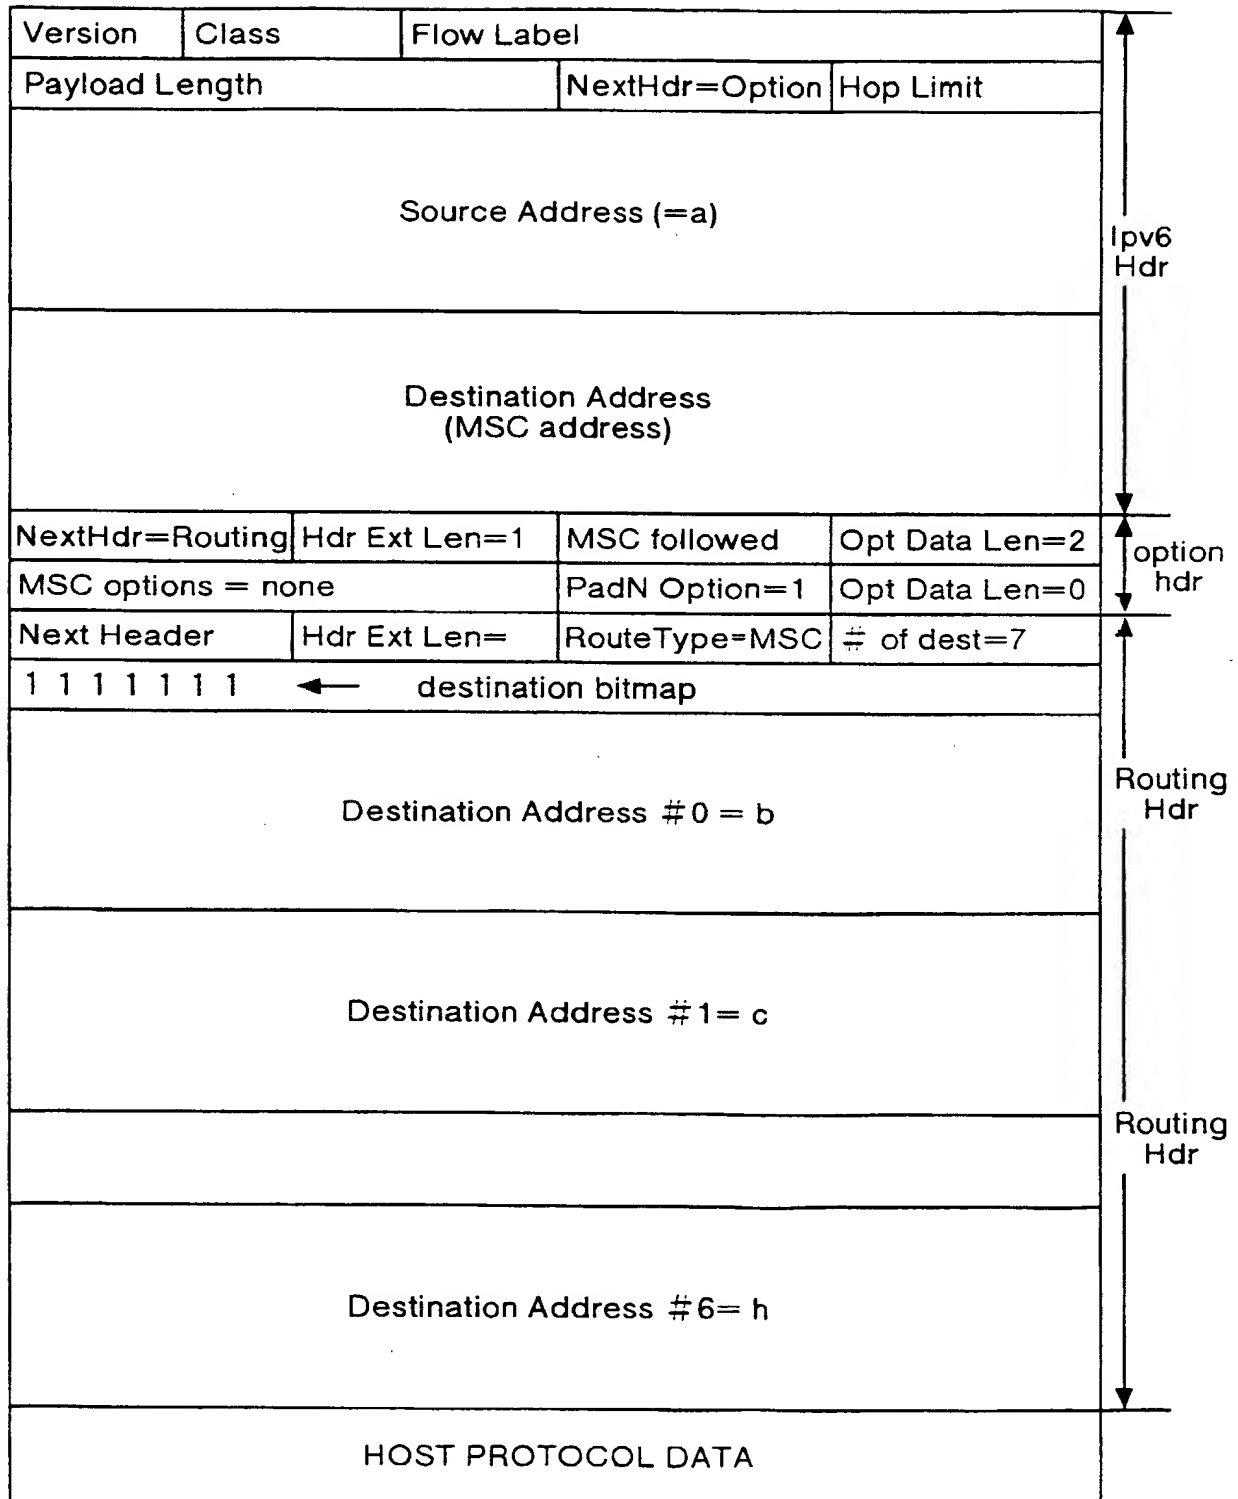 Version Class Flow Label
Payload Length NextHdr=Option Hop Limit
Source Address (=a)
Ipv6
Hdr
Destination Address
(MSC address)
NextHdr=Routing Hdr Ext Len=1 MSC followed Opt Data Len=2
option
hdr
MSC options = none PadN Option=1 Opt Data Len=0
Next Header Hdr Ext Len= RouteType=MSC # of dest=7
1 1 1 1 1 1 1 ← destination bitmap
Routing
Hdr
Destination Address #0 = b
Destination Address #1= c
Routing
Hdr
Destination Address #6= h
HOST PROTOCOL DATA